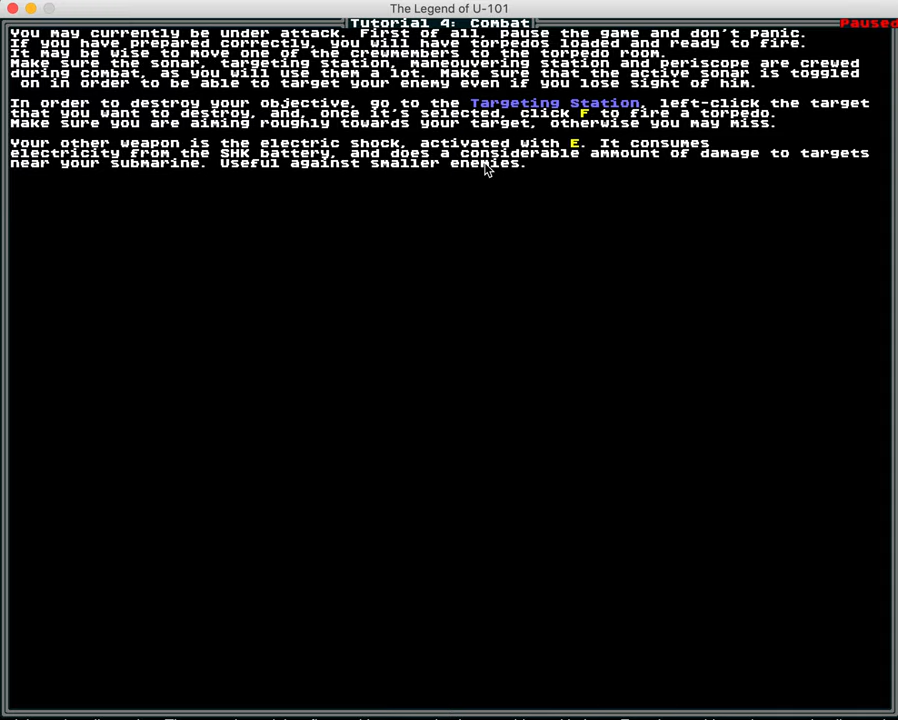 The Legend of U-101
Tutorial 4: Combat
Paused
You may currently be under attack. First of all, pause the game and don't panic.
If you have prepared correctly, you will have torpedos loaded and ready to fire.
It may be wise to move one of the crewmembers to the torpedo room.
Make sure the sonar, targeting station, maneouvering station and periscope are crewed
during combat, as you will use them a lot. Make sure that the active sonar is toggled
on in order to be able to target your enemy even if you lose sight of him.
In order to destroy your objective, go to the Targeting Station, left-click the target
that you want to destroy, and, once it's selected, click F to fire a torpedo.
Make sure you are aiming roughly towards your target, otherwise you may miss.
Your other weapon is the electric shock, activated with E. It consumes
electricity from the SHK battery, and does a considerable ammount of damage to targets
near your submarine. Useful against smaller enemies.